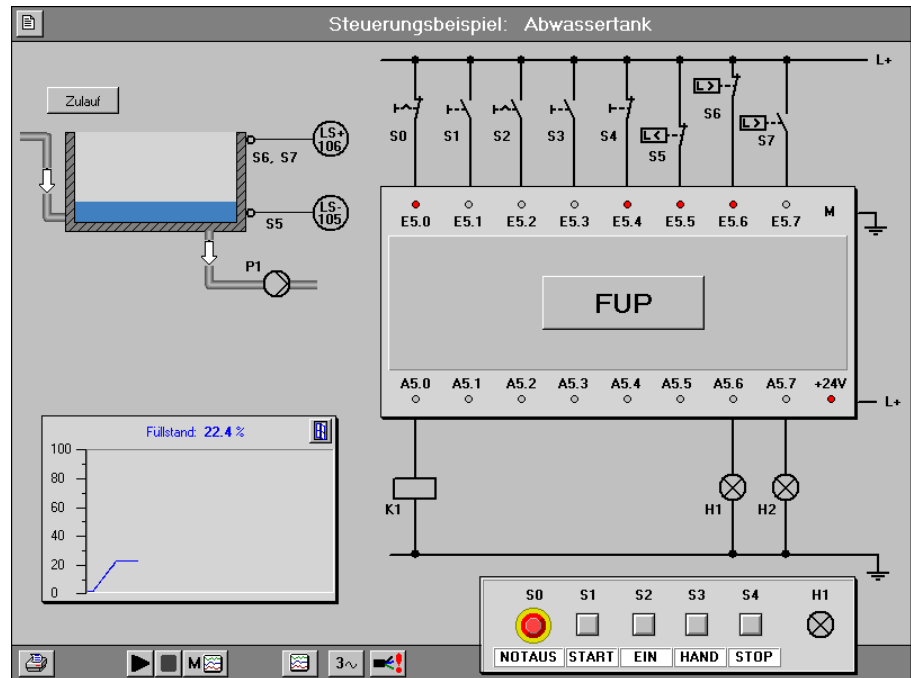 Steuerungsbeispiel: Abwassertank
L+
Zulauf
LS+
106
S6, S7
LS-
105
S5
P1
S0 S1 S2 S3 S4 L< S5 L> S6 L> S7
E5.0 E5.1 E5.2 E5.3 E5.4 E5.5 E5.6 E5.7 M
FUP
A5.0 A5.1 A5.2 A5.3 A5.4 A5.5 A5.6 A5.7 +24V
L+
K1 H1 H2
Füllstand: 22.4 %
100
80
60
40
20
0
S0 S1 S2 S3 S4 H1
NOTAUS START EIN HAND STOP
M 3~ !